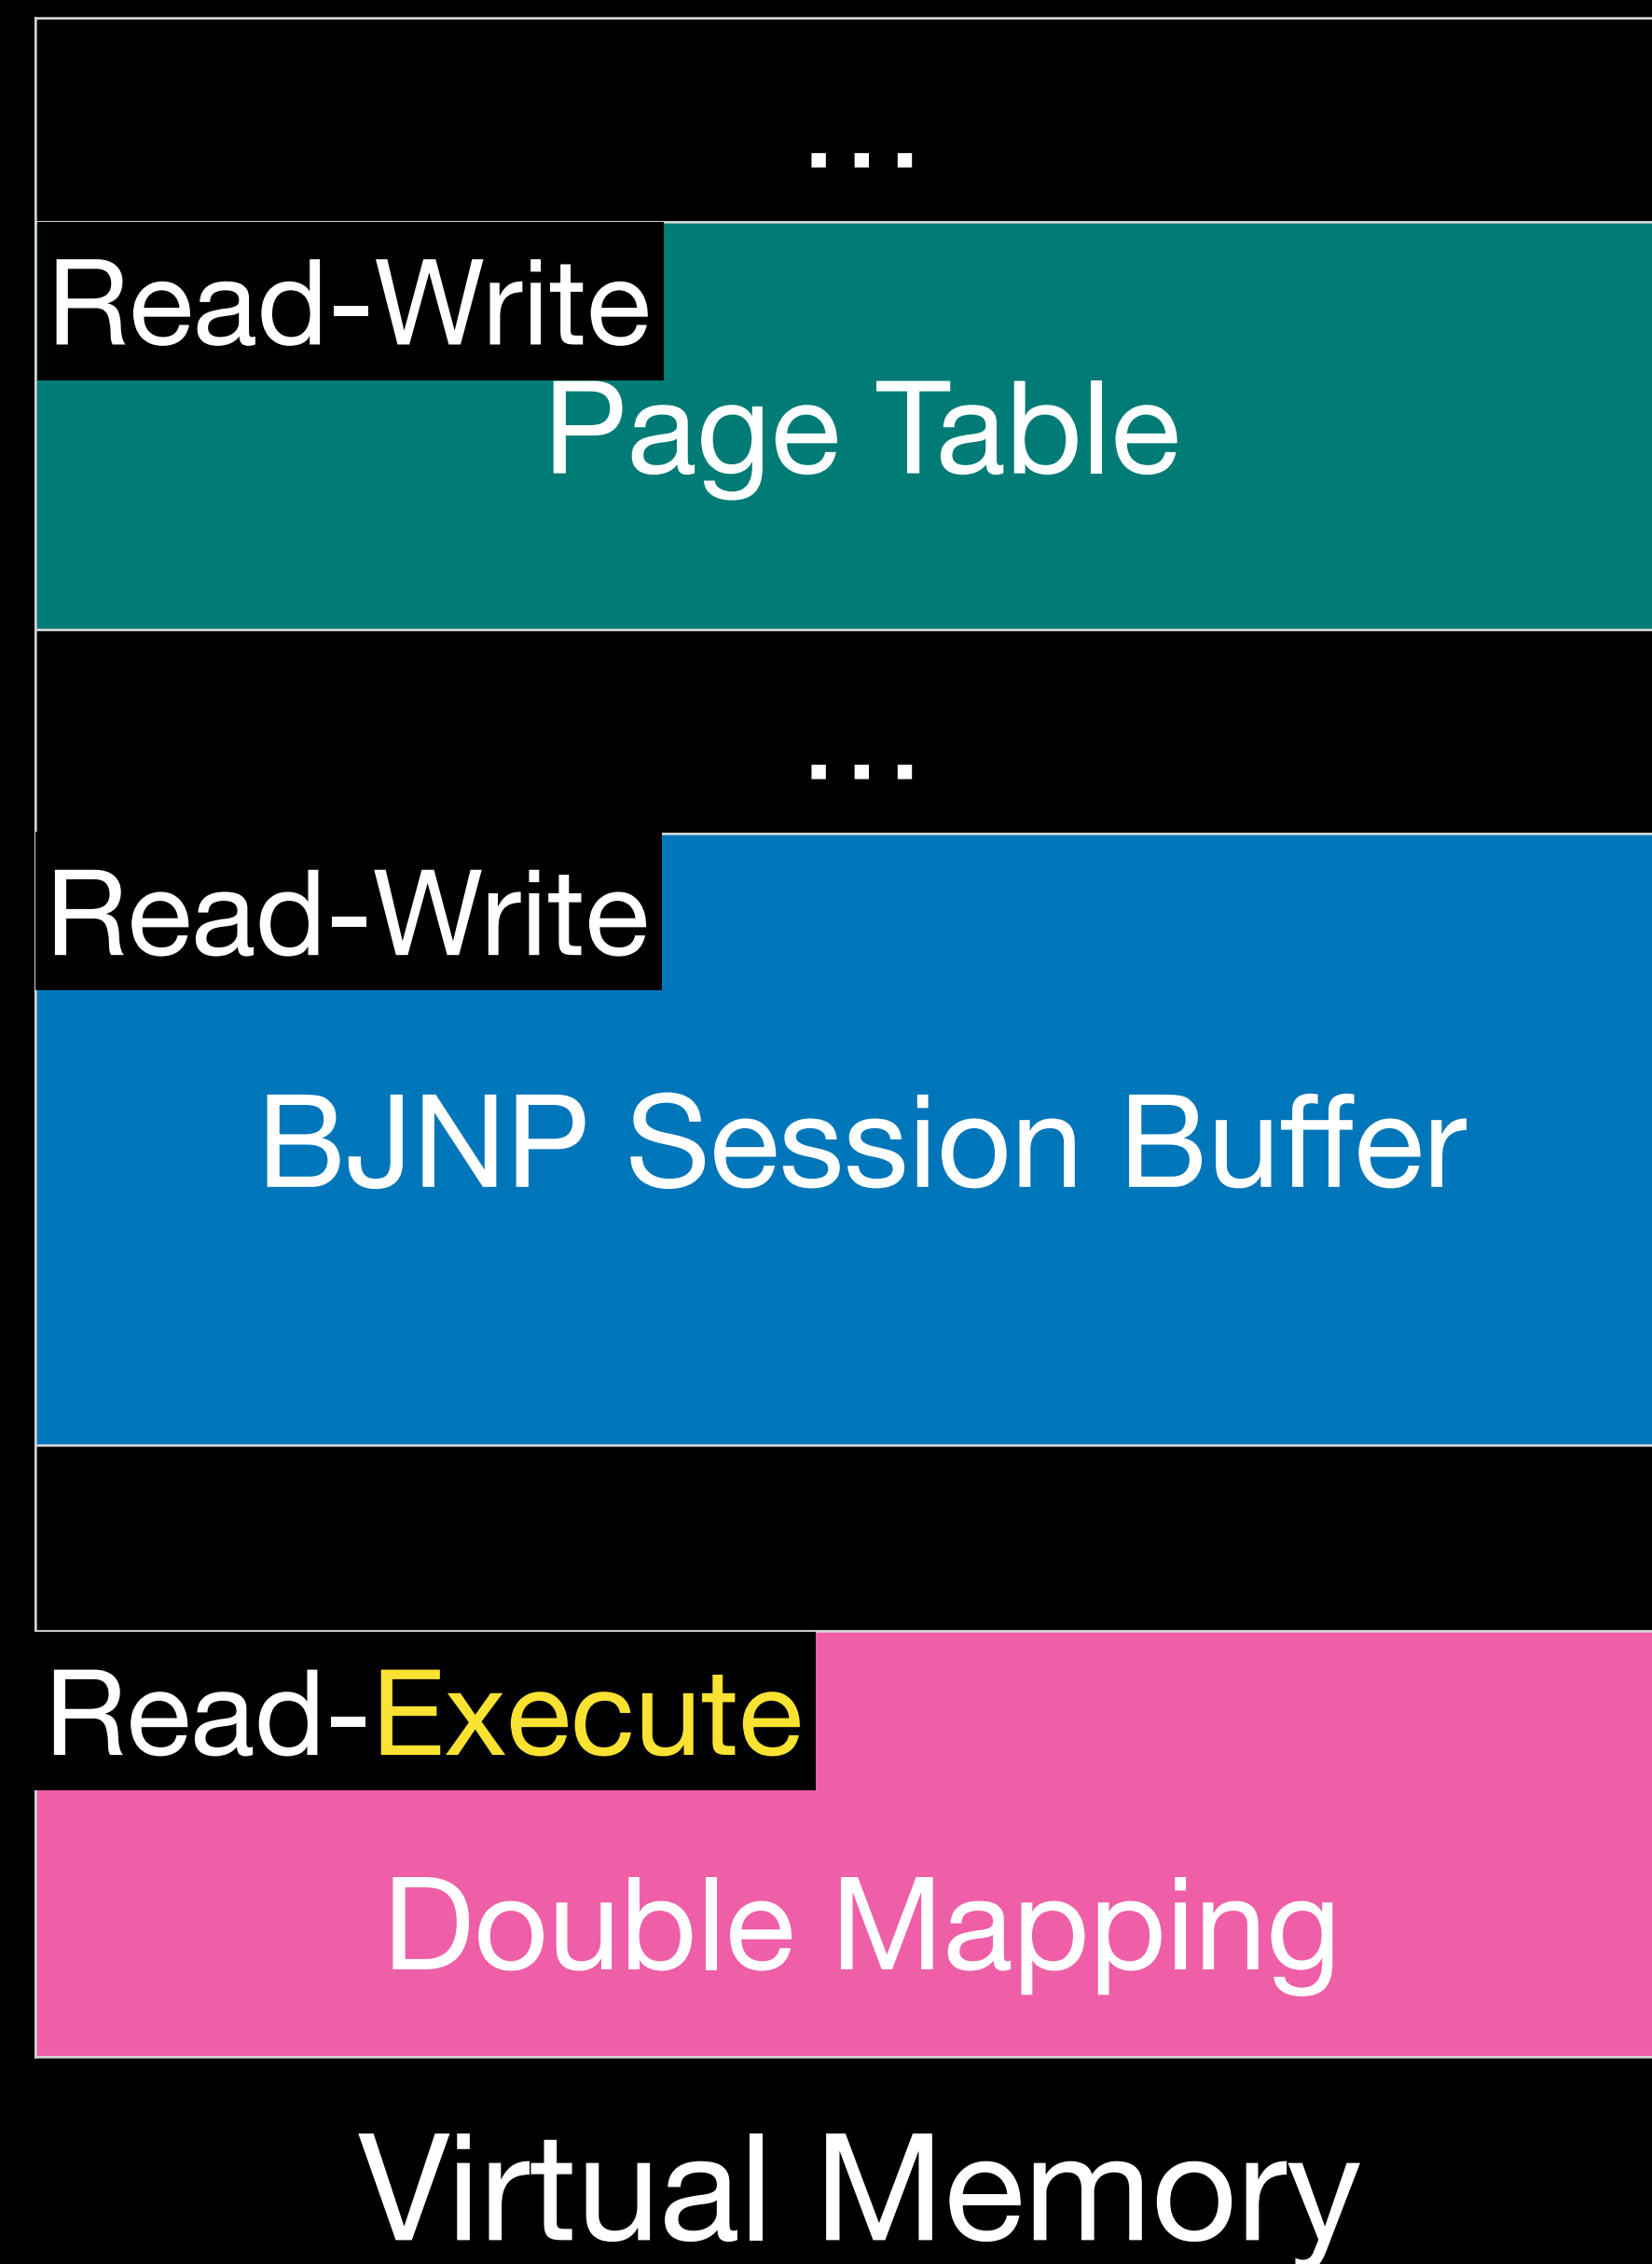 ...
Read-Write
Page Table
...
Read-Write
BJNP Session Buffer
Read-Execute
Double Mapping
Virtual Memory